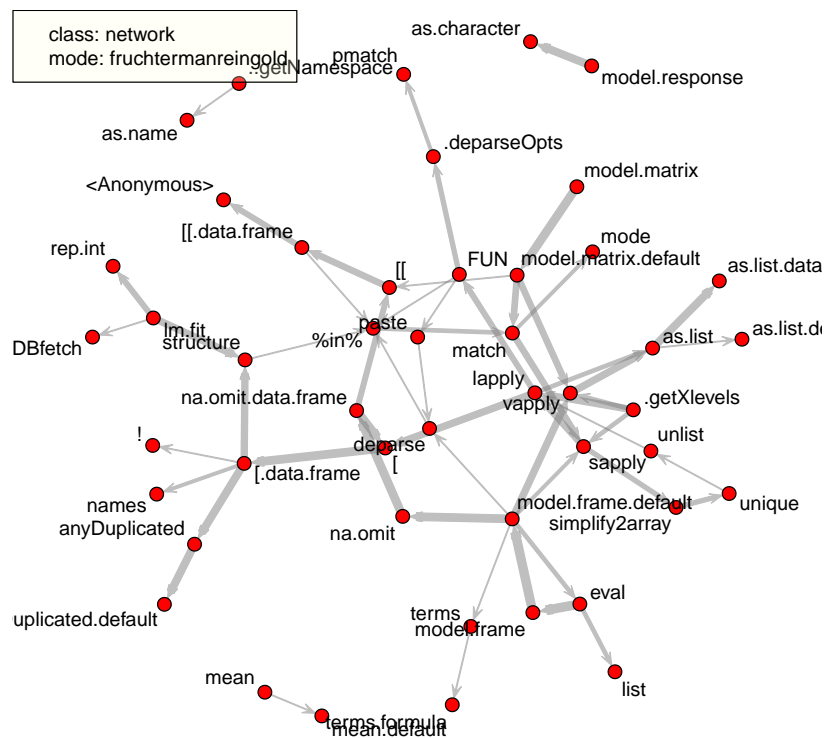 class: network
mode: fruchtermanreingold
..getNamespace
pmatch
as.character
model.response
as.name
.deparseOpts
model.matrix
<Anonymous>
[[.data.frame
mode
rep.int
FUN
model.matrix.default
[[
as.list.data
lm.fit
structure
DBfetch
%in%
paste
match
as.list
as.list.de
lapply
vapply
na.omit.data.frame
.getXlevels
!
deparse
[
unlist
[.data.frame
sapply
names
unique
anyDuplicated
na.omit
model.frame.default
simplify2array
eval
uplicated.default
terms
model.frame
mean
list
terms.formula
mean.default